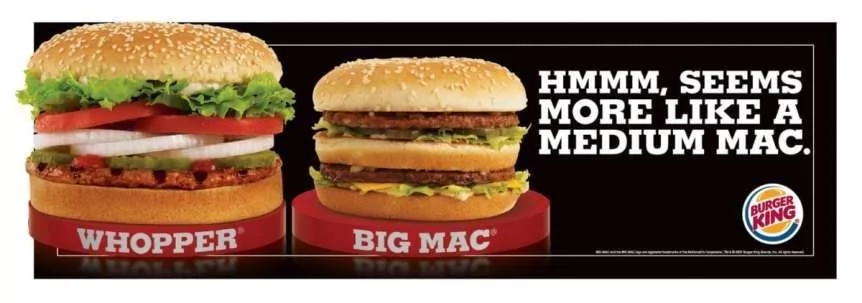 HMMM, SEEMS
MORE LIKE A
MEDIUM MAC.
WHOPPER®
BIG MAC®
BURGER
KING